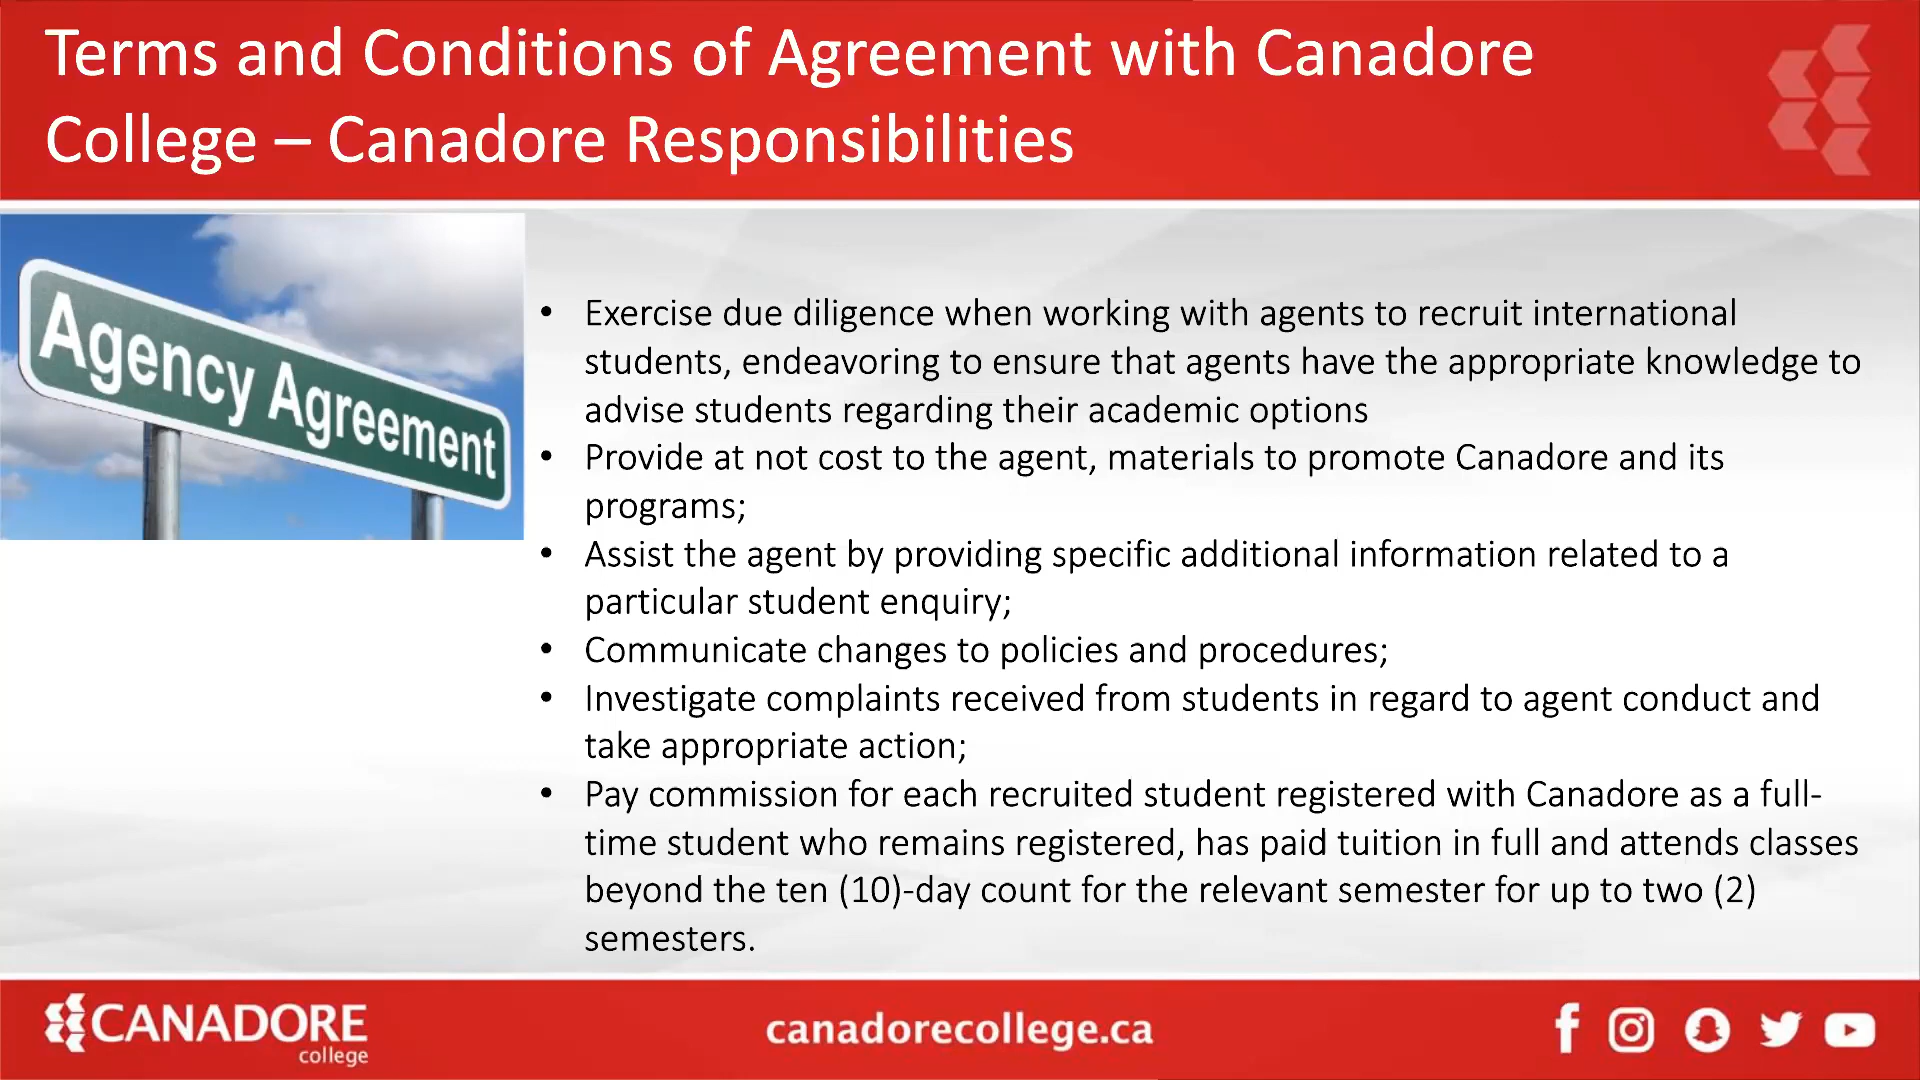 Terms and Conditions of Agreement with Canadore
College – Canadore Responsibilities
Agency Agreement
• Exercise due diligence when working with agents to recruit international
students, endeavoring to ensure that agents have the appropriate knowledge to
advise students regarding their academic options
• Provide at not cost to the agent, materials to promote Canadore and its
programs;
• Assist the agent by providing specific additional information related to a
particular student enquiry;
• Communicate changes to policies and procedures;
• Investigate complaints received from students in regard to agent conduct and
take appropriate action;
• Pay commission for each recruited student registered with Canadore as a full-
time student who remains registered, has paid tuition in full and attends classes
beyond the ten (10)-day count for the relevant semester for up to two (2)
semesters.
CANADORE
college
canadorecollege.ca